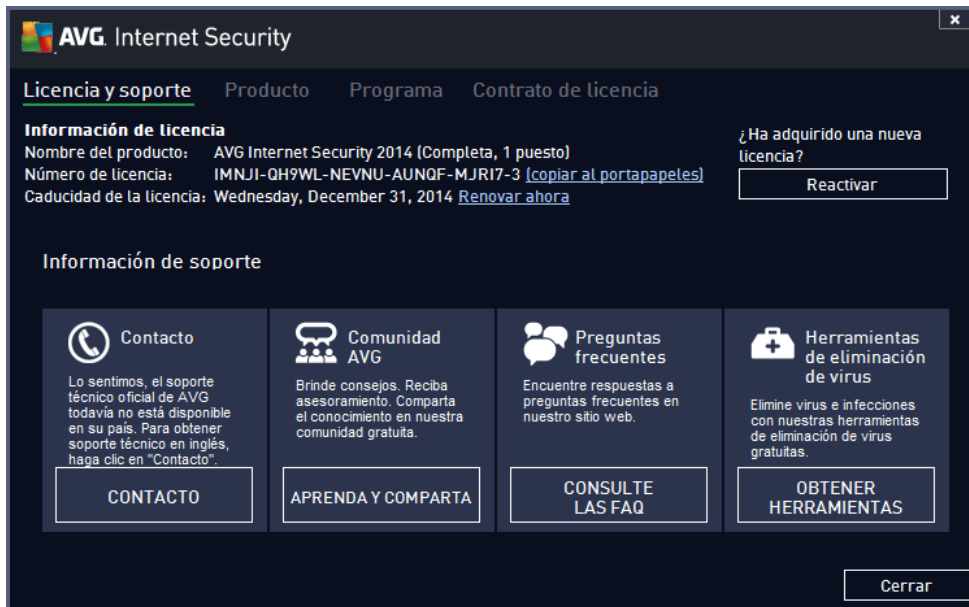 AVG. Internet Security
Licencia y soporte Producto Programa Contrato de licencia
Información de licencia
Nombre del producto: AVG Internet Security 2014 (Completa, 1 puesto)
Número de licencia: IMNJI-QH9WL-NEVNU-AUNQF-MJRI7-3 (copiar al portapapeles)
Caducidad de la licencia: Wednesday, December 31, 2014 Renovar ahora
¿Ha adquirido una nueva
licencia?
Reactivar
Información de soporte
Contacto
Lo sentimos, el soporte
técnico oficial de AVG
todavía no está disponible
en su país. Para obtener
soporte técnico en inglés,
haga clic en "Contacto".
CONTACTO
Comunidad
AVG
Brinde consejos. Reciba
asesoramiento. Comparta
el conocimiento en nuestra
comunidad gratuita.
APRENDA Y COMPARTA
Preguntas
frecuentes
Encuentre respuestas a
preguntas frecuentes en
nuestro sitio web.
CONSULTE
LAS FAQ
Herramientas
de eliminación
de virus
Elimine virus e infecciones
con nuestras herramientas
de eliminación de virus
gratuitas.
OBTENER
HERRAMIENTAS
Cerrar